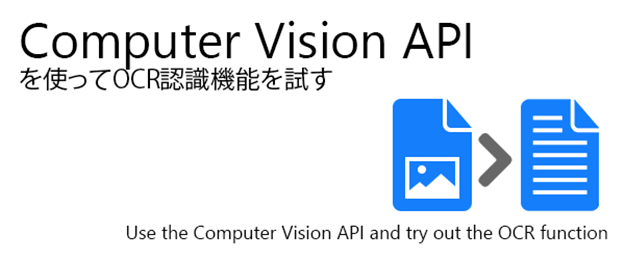 Computer Vision API
を使ってOCR認識機能を試す
Use the Computer Vision API and try out the OCR function